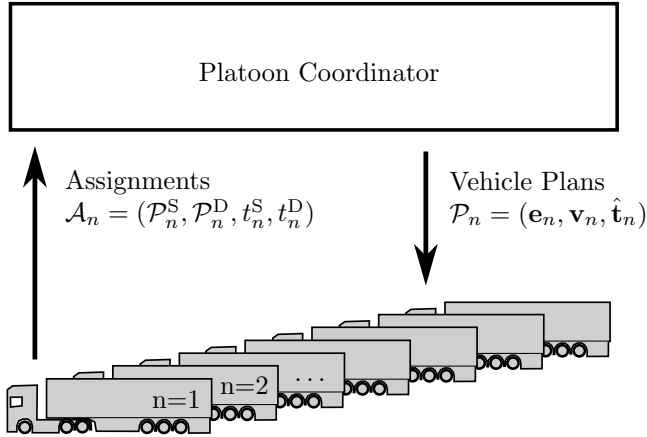 Platoon Coordinator
Assignments
𝒜ₙ = (𝒫ₙˢ, 𝒫ₙᴰ, tₙˢ, tₙᴰ)
Vehicle Plans
𝒫ₙ = (𝐞ₙ, 𝐯ₙ, 𝐭̂ₙ)
n=1
n=2
...